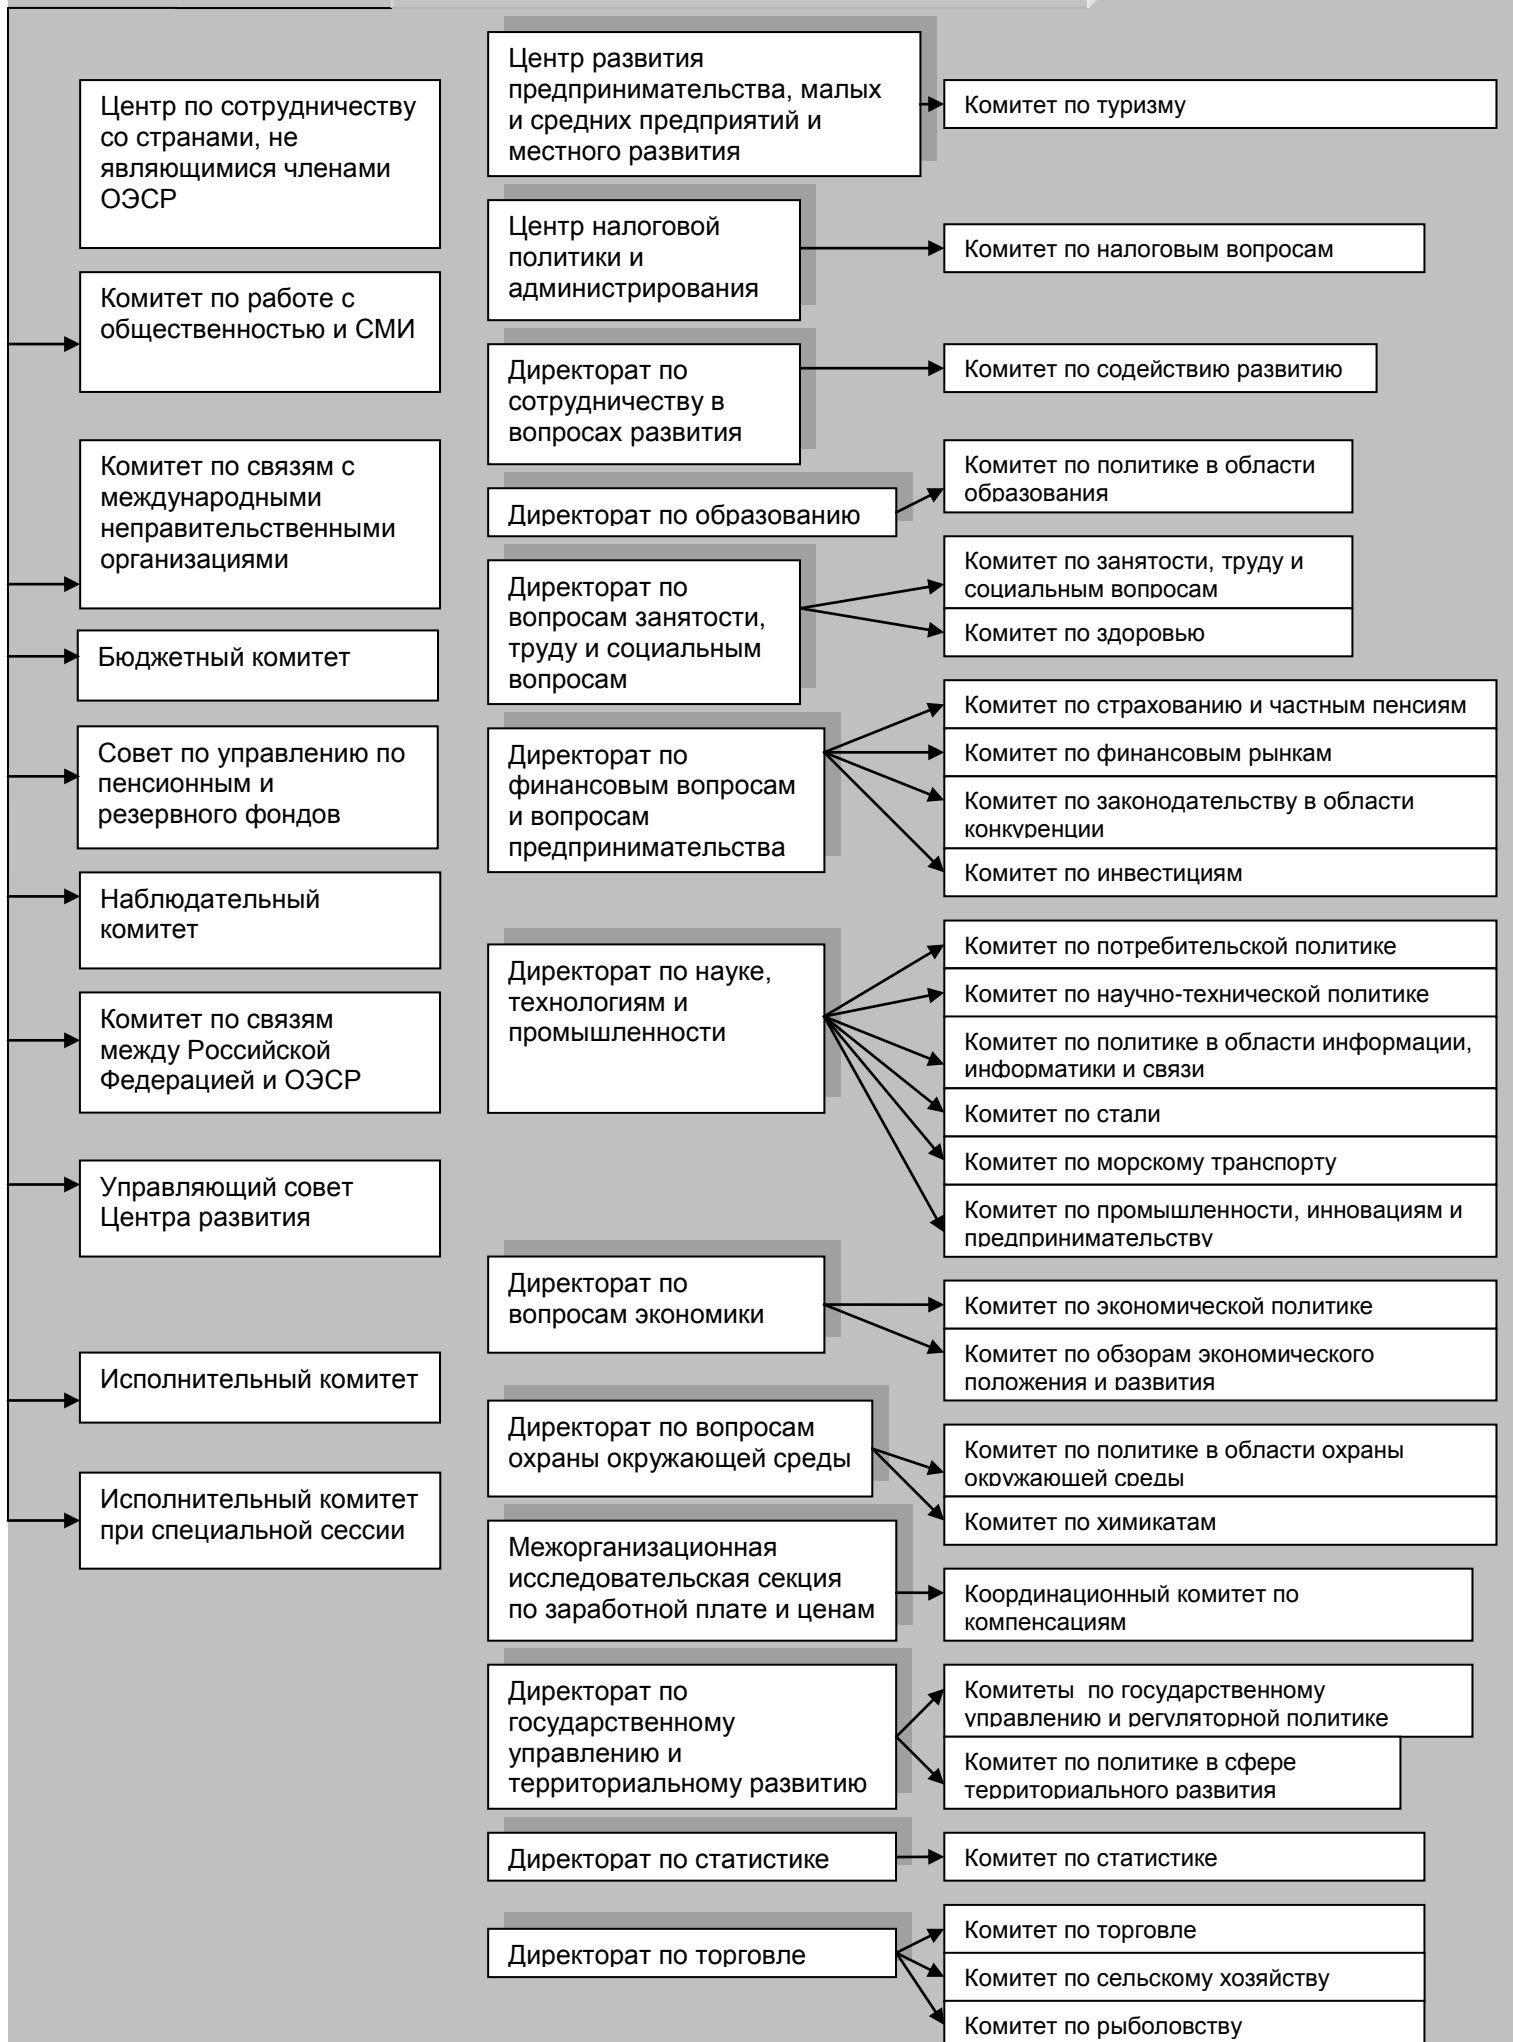 Центр по сотрудничеству
со странами, не
являющимися членами
ОЭСР
Комитет по работе с
общественностью и СМИ
Комитет по связям с
международными
неправительственными
организациями
Бюджетный комитет
Совет по управлению по
пенсионным и
резервного фондов
Наблюдательный
комитет
Комитет по связям
между Российской
Федерацией и ОЭСР
Управляющий совет
Центра развития
Исполнительный комитет
Исполнительный комитет
при специальной сессии
Центр развития
предпринимательства, малых
и средних предприятий и
местного развития
Комитет по туризму
Центр налоговой
политики и
администрирования
Комитет по налоговым вопросам
Директорат по
сотрудничеству в
вопросах развития
Комитет по содействию развитию
Директорат по образованию
Комитет по политике в области
образования
Директорат по
вопросам занятости,
труду и социальным
вопросам
Комитет по занятости, труду и
социальным вопросам
Комитет по здоровью
Директорат по
финансовым вопросам
и вопросам
предпринимательства
Комитет по страхованию и частным пенсиям
Комитет по финансовым рынкам
Комитет по законодательству в области
конкуренции
Комитет по инвестициям
Директорат по науке,
технологиям и
промышленности
Комитет по потребительской политике
Комитет по научно-технической политике
Комитет по политике в области информации,
информатики и связи
Комитет по стали
Комитет по морскому транспорту
Комитет по промышленности, инновациям и
предпринимательству
Директорат по
вопросам экономики
Комитет по экономической политике
Комитет по обзорам экономического
положения и развития
Директорат по вопросам
охраны окружающей среды
Комитет по политике в области охраны
окружающей среды
Комитет по химикатам
Межорганизационная
исследовательская секция
по заработной плате и ценам
Координационный комитет по
компенсациям
Директорат по
государственному
управлению и
территориальному развитию
Комитеты по государственному
управлению и регуляторной политике
Комитет по политике в сфере
территориального развития
Директорат по статистике
Комитет по статистике
Директорат по торговле
Комитет по торговле
Комитет по сельскому хозяйству
Комитет по рыболовству